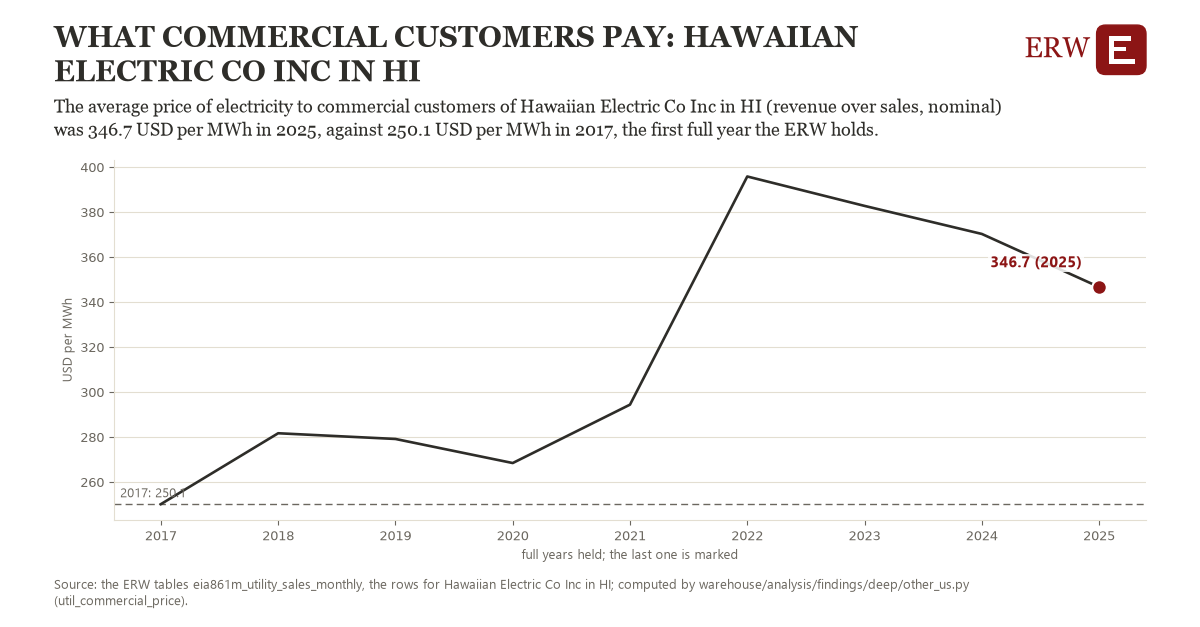 WHAT COMMERCIAL CUSTOMERS PAY: HAWAIIAN
ELECTRIC CO INC IN HI
ERW E
The average price of electricity to commercial customers of Hawaiian Electric Co Inc in HI (revenue over sales, nominal)
was 346.7 USD per MWh in 2025, against 250.1 USD per MWh in 2017, the first full year the ERW holds.
400
380
360
340
320
300
280
260
USD per MWh
346.7 (2025)
2017: 250.1
2017 2018 2019 2020 2021 2022 2023 2024 2025
full years held; the last one is marked
Source: the ERW tables eia861m_utility_sales_monthly, the rows for Hawaiian Electric Co Inc in HI; computed by warehouse/analysis/findings/deep/other_us.py
(util_commercial_price).